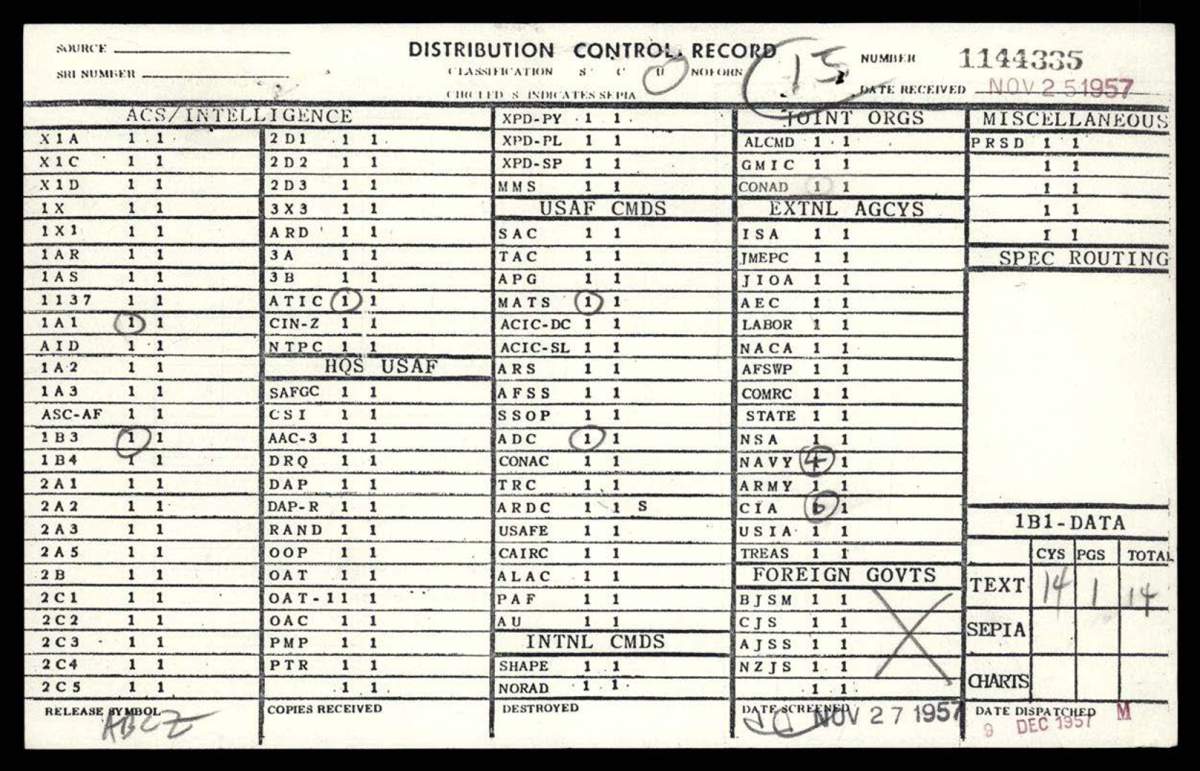 SOURCE
DISTRIBUTION CONTROL RECORD
15
NUMBER 1144335
SRI NUMBER
CLASSIFICATION S C U NOFORN
CIRCLED S INDICATES SEPIA
DATE RECEIVED NOV 25 1957
ACS/INTELLIGENCE
X1A 1 1
X1C 1 1
X1D 1 1
1X 1 1
1X1 1 1
1AR 1 1
1AS 1 1
1137 1 1
1A1 1 1
AID 1 1
1A2 1 1
1A3 1 1
ASC-AF 1 1
1B3 1 1
1B4 1 1
2A1 1 1
2A2 1 1
2A3 1 1
2A5 1 1
2B 1 1
2C1 1 1
2C2 1 1
2C3 1 1
2C4 1 1
2C5 1 1
RELEASE SYMBOL
ABCZ
2D1 1 1
2D2 1 1
2D3 1 1
3X3 1 1
ARD 1 1
3A 1 1
3B 1 1
ATIC 1 1
CIN-Z 1 1
NTPC 1 1
HQS USAF
SAFGC 1 1
CSI 1 1
AAC-3 1 1
DRQ 1 1
DAP 1 1
DAP-R 1 1
RAND 1 1
OOP 1 1
OAT 1 1
OAT-1 1 1
OAC 1 1
PMP 1 1
PTR 1 1
1 1
COPIES RECEIVED
XPD-PY 1 1
XPD-PL 1 1
XPD-SP 1 1
MMS 1 1
USAF CMDS
SAC 1 1
TAC 1 1
APG 1 1
MATS 1 1
ACIC-DC 1 1
ACIC-SL 1 1
ARS 1 1
AFSS 1 1
SSOP 1 1
ADC 1 1
CONAC 1 1
TRC 1 1
ARDC 1 1 S
USAFE 1 1
CAIRC 1 1
ALAC 1 1
PAF 1 1
AU 1 1
INTNL CMDS
SHAPE 1 1
NORAD 1 1
DESTROYED
JOINT ORGS
ALCMD 1 1
GMIC 1 1
CONAD 1 1
EXTNL AGCYS
ISA 1 1
JMEPC 1 1
JIOA 1 1
AEC 1 1
LABOR 1 1
NACA 1 1
AFSWP 1 1
COMRC 1 1
STATE 1 1
NSA 1 1
NAVY 4 1
ARMY 1 1
CIA 6 1
USIA 1 1
TREAS 1 1
FOREIGN GOVTS
BJSM 1 1
CJS 1 1
AJSS 1 1
NZJS 1 1
1 1
DATE SCREENED
NOV 27 1957
MISCELLANEOUS
PRSD 1 1
1 1
1 1
1 1
1 1
SPEC ROUTING
1B1-DATA
CYS PGS TOTAL
TEXT 14 1 14
SEPIA
CHARTS
DATE DISPATCHED M
9 DEC 1957